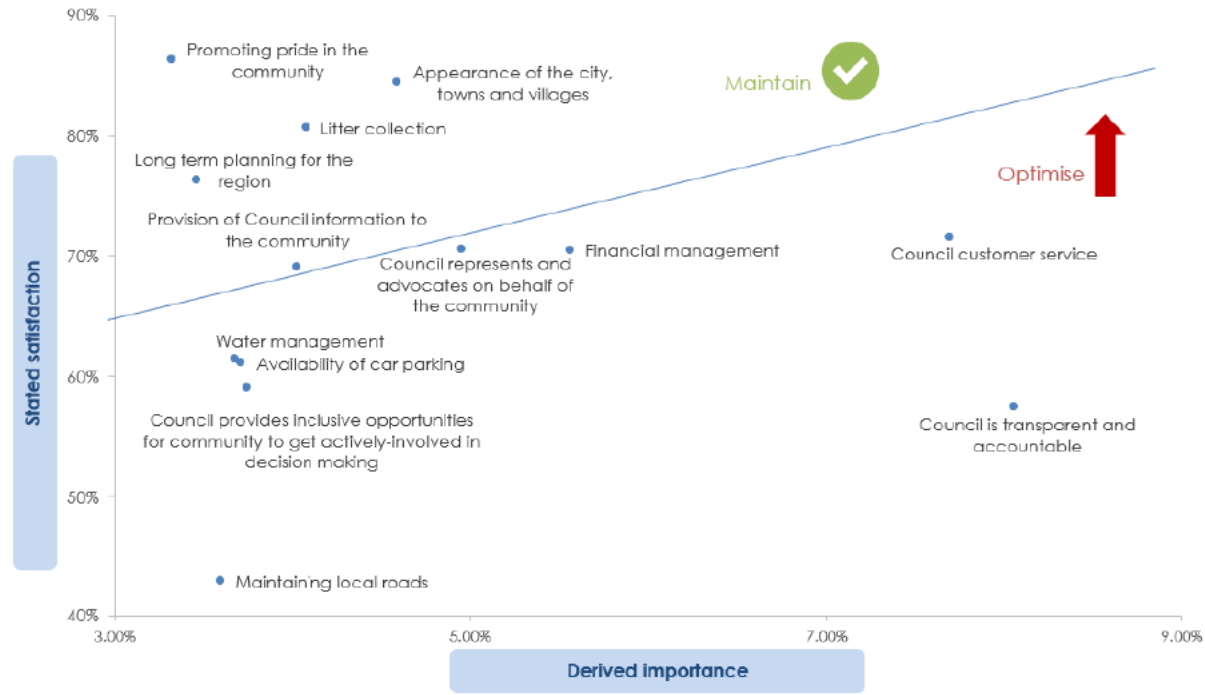 90%
Promoting pride in the
community
Appearance of the city,
towns and villages
Maintain
80%
Litter collection
Long term planning for the
region
Optimise
Provision of Council information to
the community
70%
Financial management
Council customer service
Council represents and
advocates on behalf of
the community
Stated satisfaction
Water management
Availability of car parking
60%
Council provides inclusive opportunities
for community to get actively-involved in
decision making
Council is transparent and
accountable
50%
Maintaining local roads
40%
3.00%
5.00%
7.00%
9.00%
Derived importance